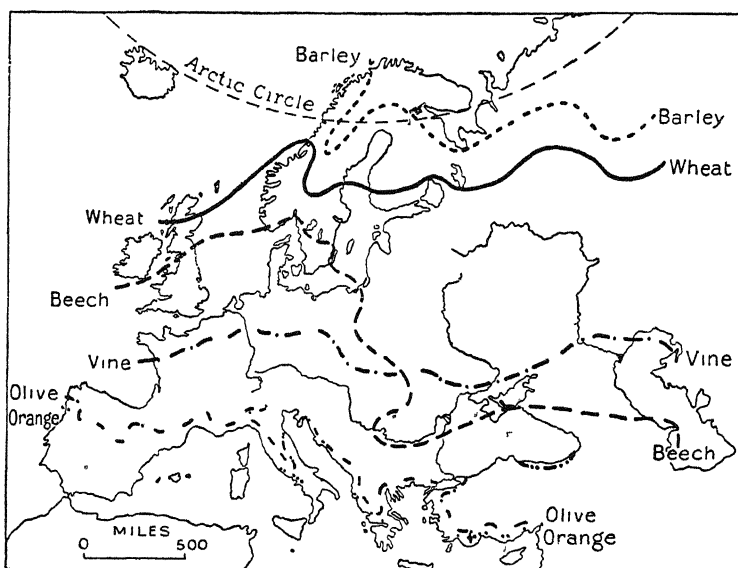 Barley
Arctic Circle
Barley
Wheat
Wheat
Beech
Vine
Vine
Olive
Orange
Beech
Olive
Orange
MILES
0 500